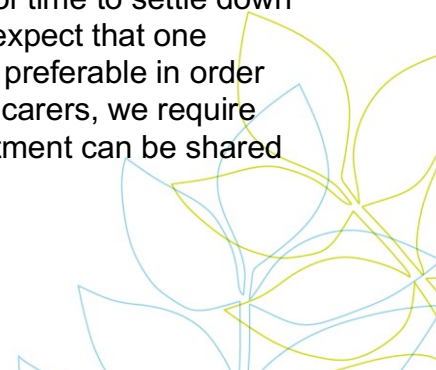 or time to settle down
expect that one
preferable in order
carers, we require
tment can be shared